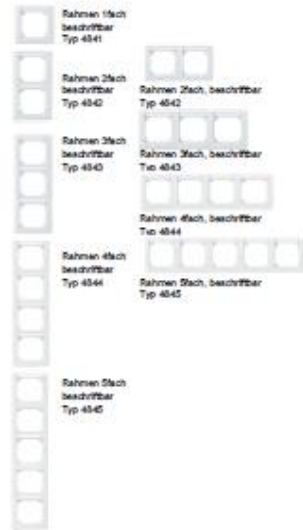 Rahmen 1fach
beschriftbar
Typ 4841
Rahmen 2fach
beschriftbar
Typ 4842
Rahmen 3fach
beschriftbar
Typ 4843
Rahmen 4fach
beschriftbar
Typ 4844
Rahmen 5fach
beschriftbar
Typ 4845
Rahmen 2fach, beschriftbar
Typ 4842
Rahmen 3fach, beschriftbar
Typ 4843
Rahmen 4fach, beschriftbar
Typ 4844
Rahmen 5fach, beschriftbar
Typ 4845